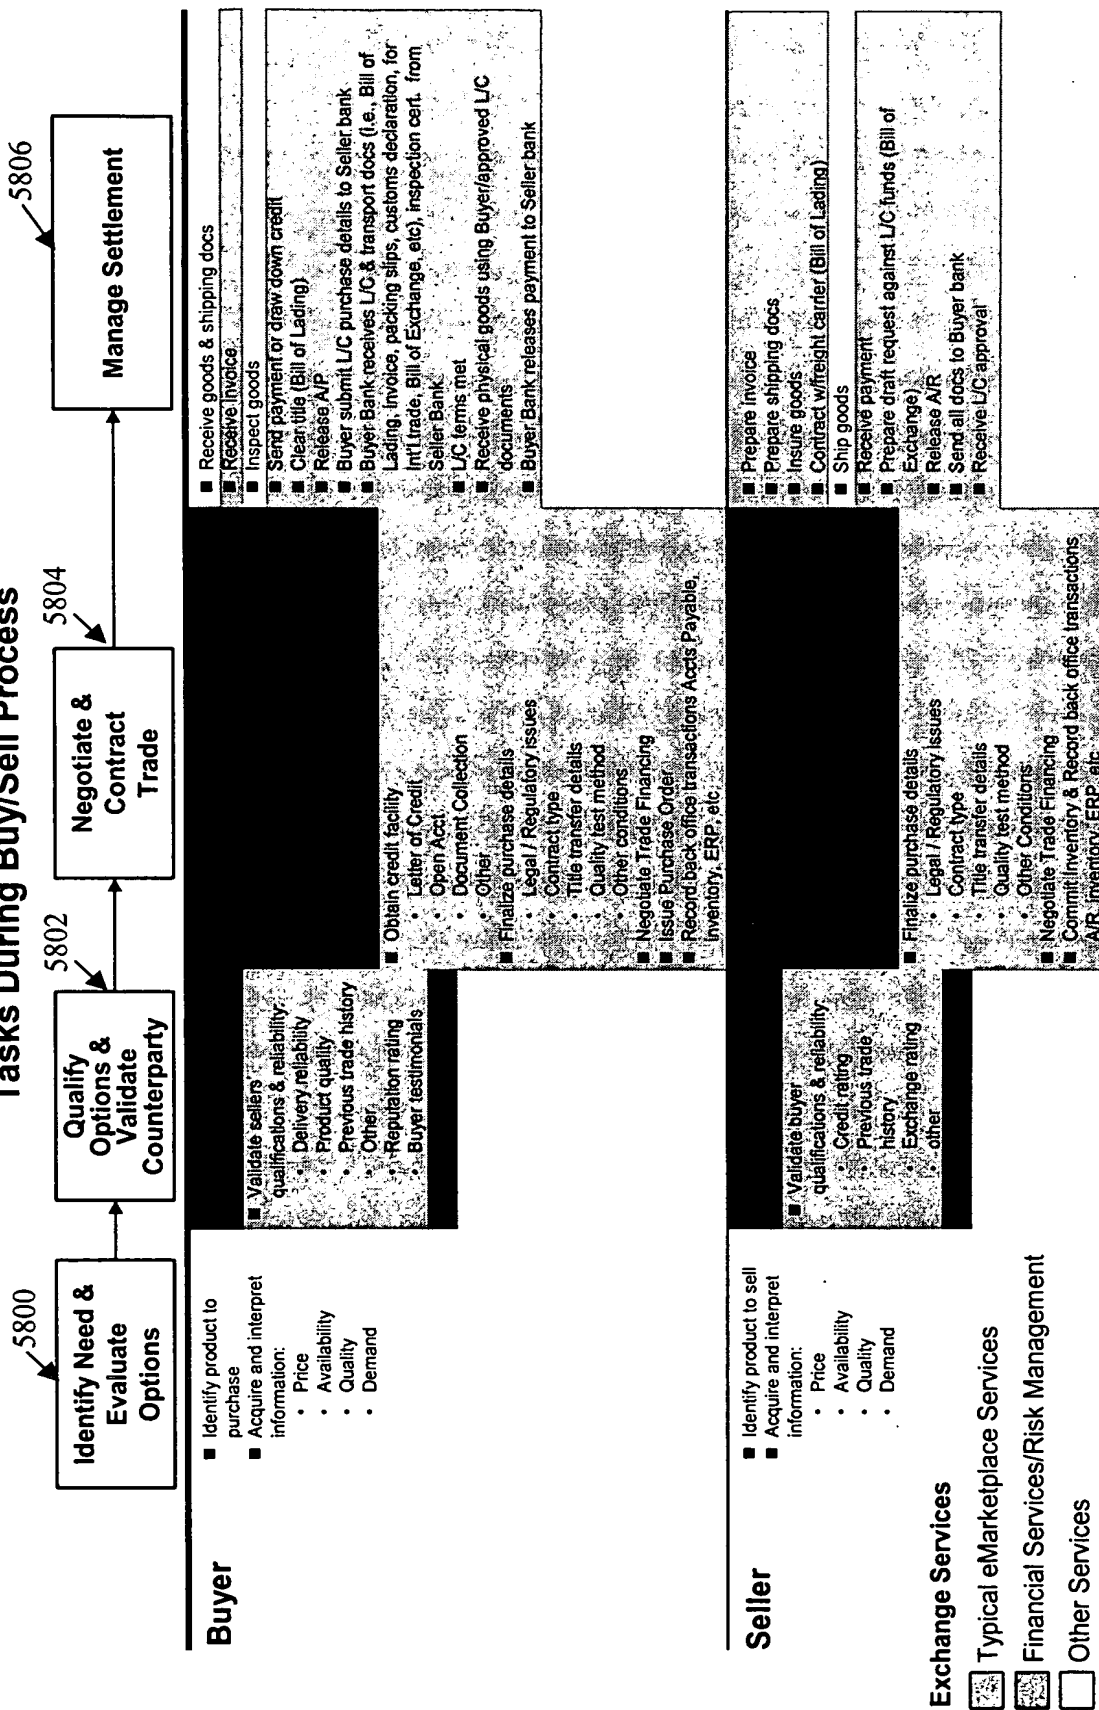 Tasks During Buy/Sell Process
5800
Identify Need &
Evaluate
Options
5802
Qualify
Options &
Validate
Counterparty
5804
Negotiate &
Contract
Trade
5806
Manage Settlement
Buyer
■ Identify product to
purchase
■ Acquire and interpret
information:
• Price
• Availability
• Quality
• Demand
■ Validate sellers'
qualifications & reliability:
• Delivery reliability
• Product quality
• Previous trade history
• Other
• Reputation rating
• Buyer testimonials
■ Obtain credit facility
• Letter of Credit
• Open Acct.
• Document Collection
• Other
■ Finalize purchase details
• Legal / Regulatory issues
• Contract type
• Title transfer details
• Quality test method
• Other conditions
■ Negotiate Trade Financing
■ Issue Purchase Order
■ Record back office transactions Accts Payable,
Inventory, ERP, etc
■ Receive goods & shipping docs
■ Receive invoice
■ Inspect goods
■ Send payment or draw down credit
■ Clear title (Bill of Lading)
■ Release A/P
■ Buyer submit L/C purchase details to Seller bank
■ Buyer Bank receives L/C & transport docs (i.e., Bill of
Lading, invoice, packing slips, customs declaration, for
Int'l trade, Bill of Exchange, etc), inspection cert. from
Seller Bank
■ L/C terms met
■ Receive physical goods using Buyer/approved L/C
documents
■ Buyer Bank releases payment to Seller bank
Seller
■ Identify product to sell
■ Acquire and interpret
information:
• Price
• Availability
• Quality
• Demand
■ Validate buyer
qualifications & reliability:
• Credit rating
• Previous trade
history
• Exchange rating
• other
■ Finalize purchase details
• Legal / Regulatory issues
• Contract type
• Title transfer details
• Quality test method
• Other Conditions
■ Negotiate Trade Financing
■ Commit Inventory & Record back office transactions
A/R, Inventory, ERP, etc
■ Prepare invoice
■ Prepare shipping docs
■ Insure goods
■ Contract w/freight carrier (Bill of Lading)
■ Ship goods
■ Receive payment
■ Prepare draft request against L/C funds (Bill of
Exchange)
■ Release A/R
■ Send all docs to Buyer bank
■ Receive L/C approval
Exchange Services
Typical eMarketplace Services
Financial Services/Risk Management
Other Services